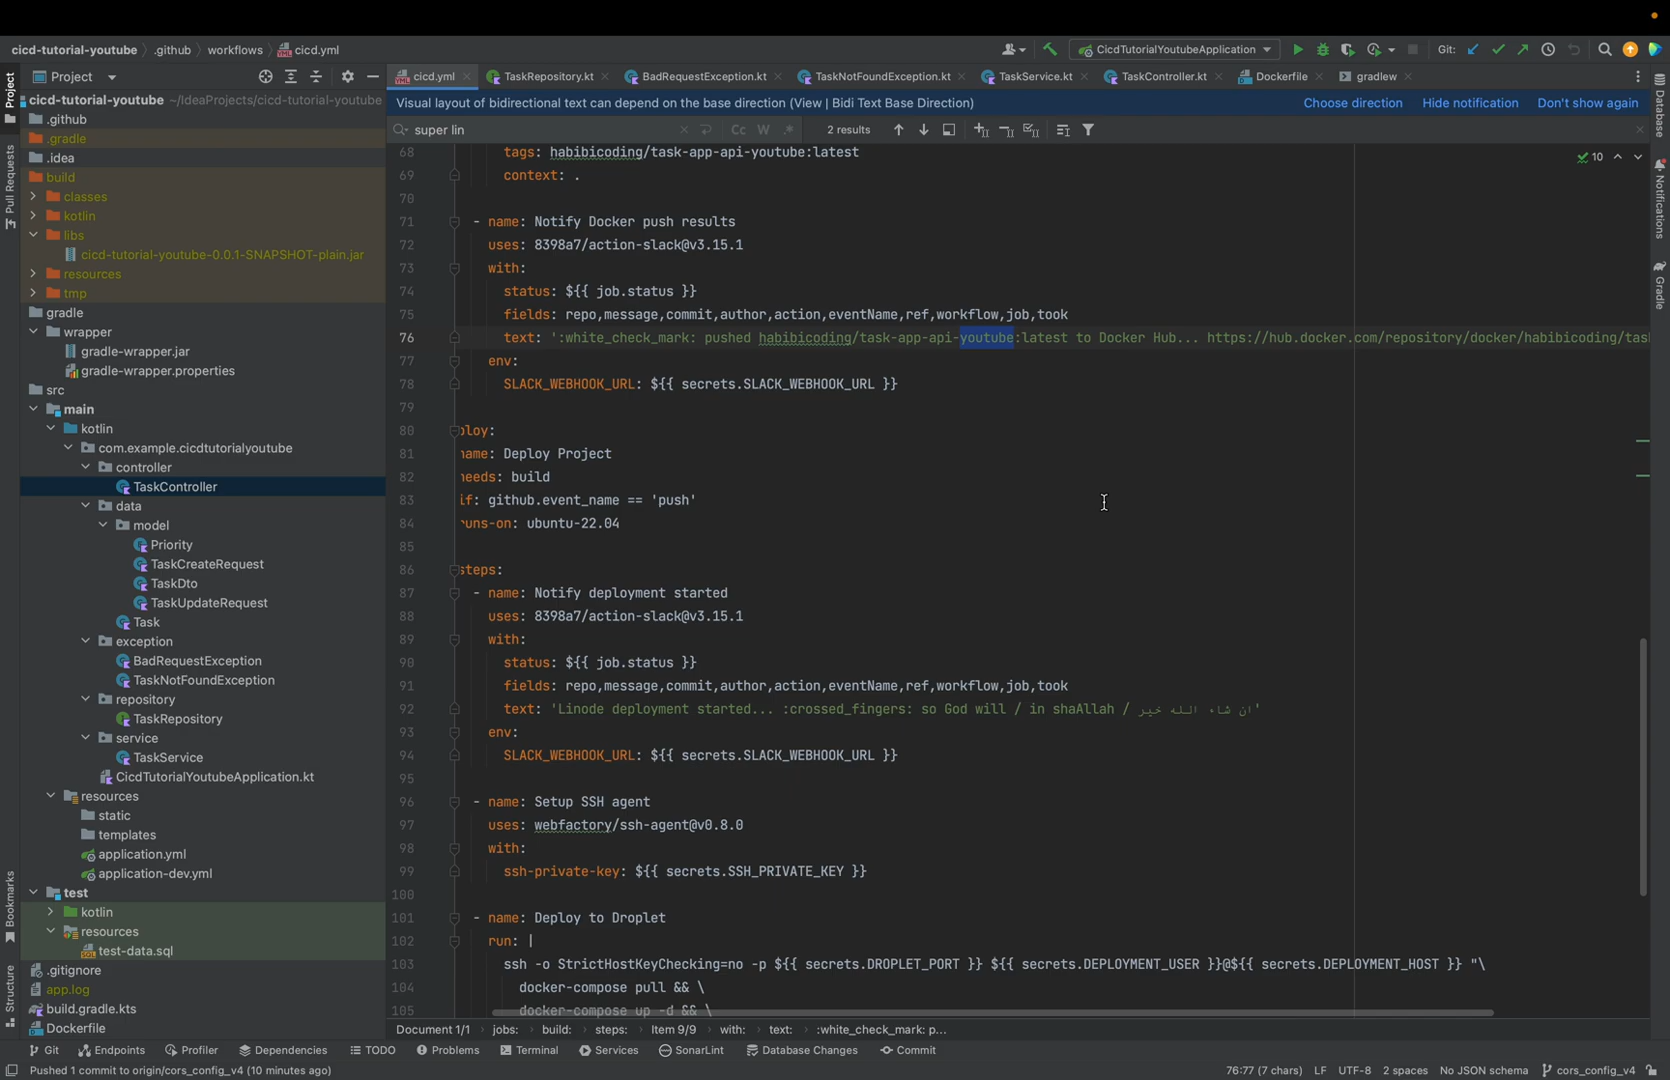 cicd-tutorial-youtube
.github
workflows
cicd.yml
CicdTutorialYoutubeApplication
Git:
Project
cicd.yml
TaskRepository.kt
BadRequestException.kt
TaskNotFoundException.kt
TaskService.kt
TaskController.kt
Dockerfile
gradlew
Visual layout of bidirectional text can depend on the base direction (View | Bidi Text Base Direction)
Choose direction
Hide notification
Don't show again
super lin
Cc
W
2 results
10
Project
Pull Requests
Bookmarks
Structure
Database
Notifications
Gradle
cicd-tutorial-youtube ~/IdeaProjects/cicd-tutorial-youtube
.github
.gradle
.idea
build
classes
kotlin
libs
cicd-tutorial-youtube-0.0.1-SNAPSHOT-plain.jar
resources
tmp
gradle
wrapper
gradle-wrapper.jar
gradle-wrapper.properties
src
main
kotlin
com.example.cicdtutorialyoutube
controller
TaskController
data
model
Priority
TaskCreateRequest
TaskDto
TaskUpdateRequest
Task
exception
BadRequestException
TaskNotFoundException
repository
TaskRepository
service
TaskService
CicdTutorialYoutubeApplication.kt
resources
static
templates
application.yml
application-dev.yml
test
kotlin
resources
test-data.sql
.gitignore
app.log
build.gradle.kts
Dockerfile
68 tags: habibicoding/task-app-api-youtube:latest
69 context: .
70
71 - name: Notify Docker push results
72 uses: 8398a7/action-slack@v3.15.1
73 with:
74 status: ${{ job.status }}
75 fields: repo,message,commit,author,action,eventName,ref,workflow,job,took
76 text: ':white_check_mark: pushed habibicoding/task-app-api-youtube:latest to Docker Hub... https://hub.docker.com/repository/docker/habibicoding/tas
77 env:
78 SLACK_WEBHOOK_URL: ${{ secrets.SLACK_WEBHOOK_URL }}
79
80 ploy:
81 name: Deploy Project
82 needs: build
83 if: github.event_name == 'push'
84 runs-on: ubuntu-22.04
85
86 steps:
87 - name: Notify deployment started
88 uses: 8398a7/action-slack@v3.15.1
89 with:
90 status: ${{ job.status }}
91 fields: repo,message,commit,author,action,eventName,ref,workflow,job,took
92 text: 'Linode deployment started... :crossed_fingers: so God will / in shaAllah / ان شاء الله خير'
93 env:
94 SLACK_WEBHOOK_URL: ${{ secrets.SLACK_WEBHOOK_URL }}
95
96 - name: Setup SSH agent
97 uses: webfactory/ssh-agent@v0.8.0
98 with:
99 ssh-private-key: ${{ secrets.SSH_PRIVATE_KEY }}
100
101 - name: Deploy to Droplet
102 run: |
103 ssh -o StrictHostKeyChecking=no -p ${{ secrets.DROPLET_PORT }} ${{ secrets.DEPLOYMENT_USER }}@${{ secrets.DEPLOYMENT_HOST }} "\
104 docker-compose pull && \
105 docker-compose up -d && \
Document 1/1
jobs:
build:
steps:
Item 9/9
with:
text:
:white_check_mark: p...
Git
Endpoints
Profiler
Dependencies
TODO
Problems
Terminal
Services
SonarLint
Database Changes
Commit
Pushed 1 commit to origin/cors_config_v4 (10 minutes ago)
76:77 (7 chars)
LF
UTF-8
2 spaces
No JSON schema
cors_config_v4